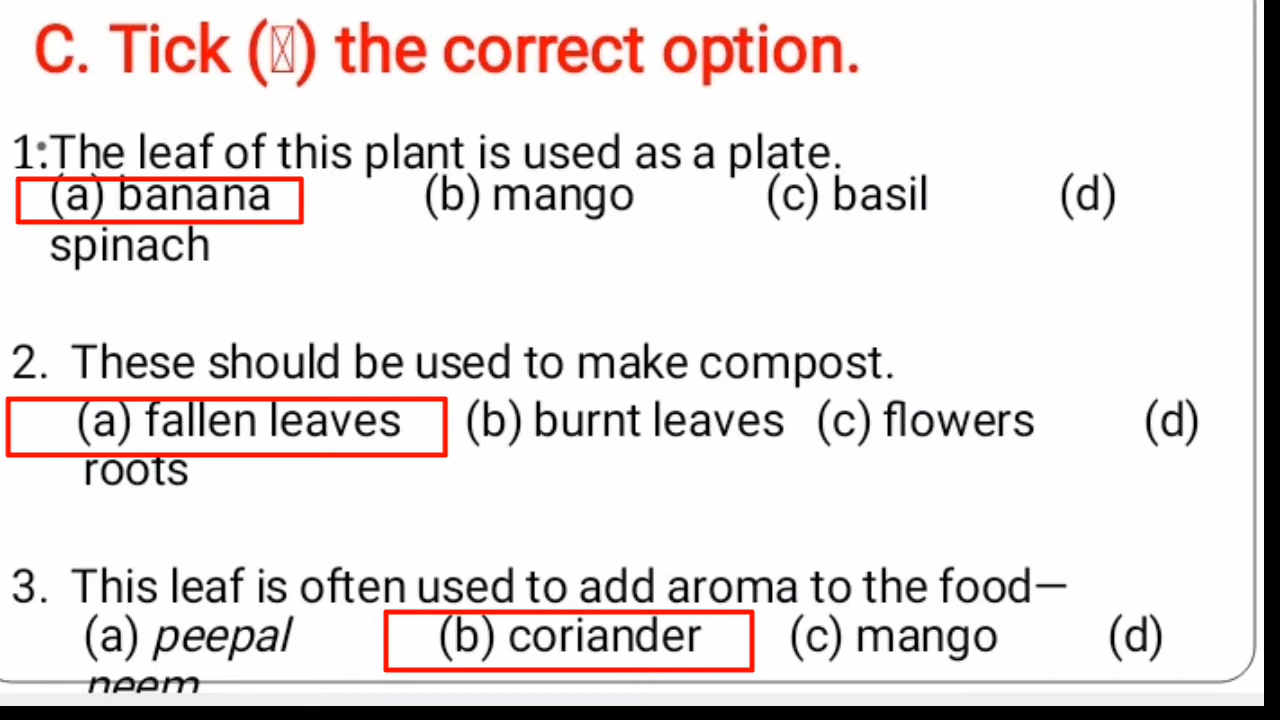 C. Tick (☒) the correct option.
1:The leaf of this plant is used as a plate.
(a) banana (b) mango (c) basil (d)
spinach
2. These should be used to make compost.
(a) fallen leaves (b) burnt leaves (c) flowers (d)
roots
3. This leaf is often used to add aroma to the food—
(a) peepal (b) coriander (c) mango (d)
neem